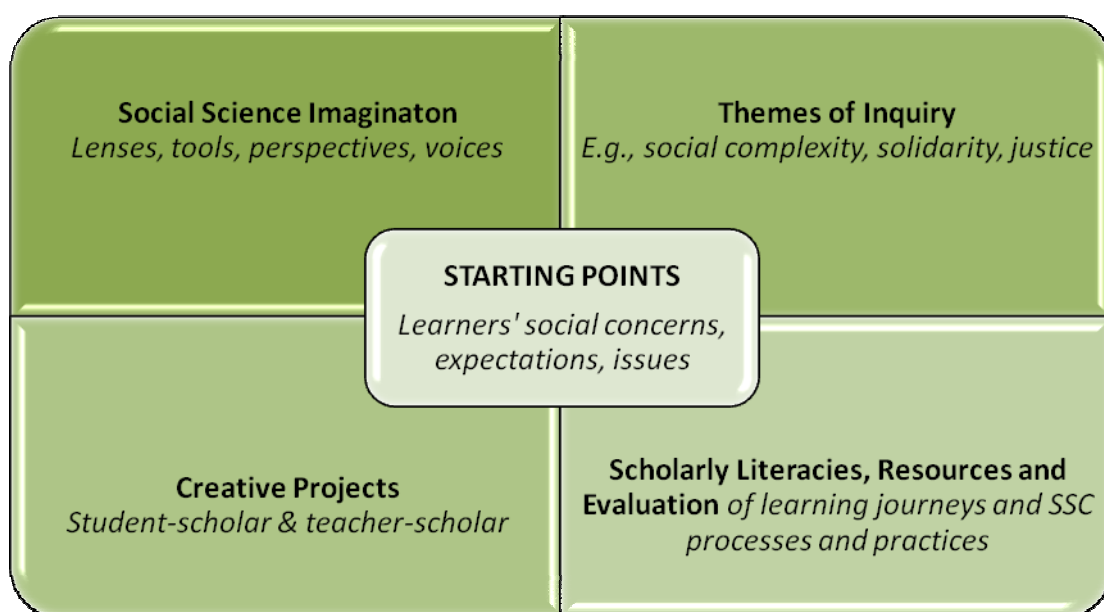 Social Science Imaginaton
Lenses, tools, perspectives, voices
Themes of Inquiry
E.g., social complexity, solidarity, justice
STARTING POINTS
Learners' social concerns,
expectations, issues
Creative Projects
Student-scholar & teacher-scholar
Scholarly Literacies, Resources and
Evaluation of learning journeys and SSC
processes and practices